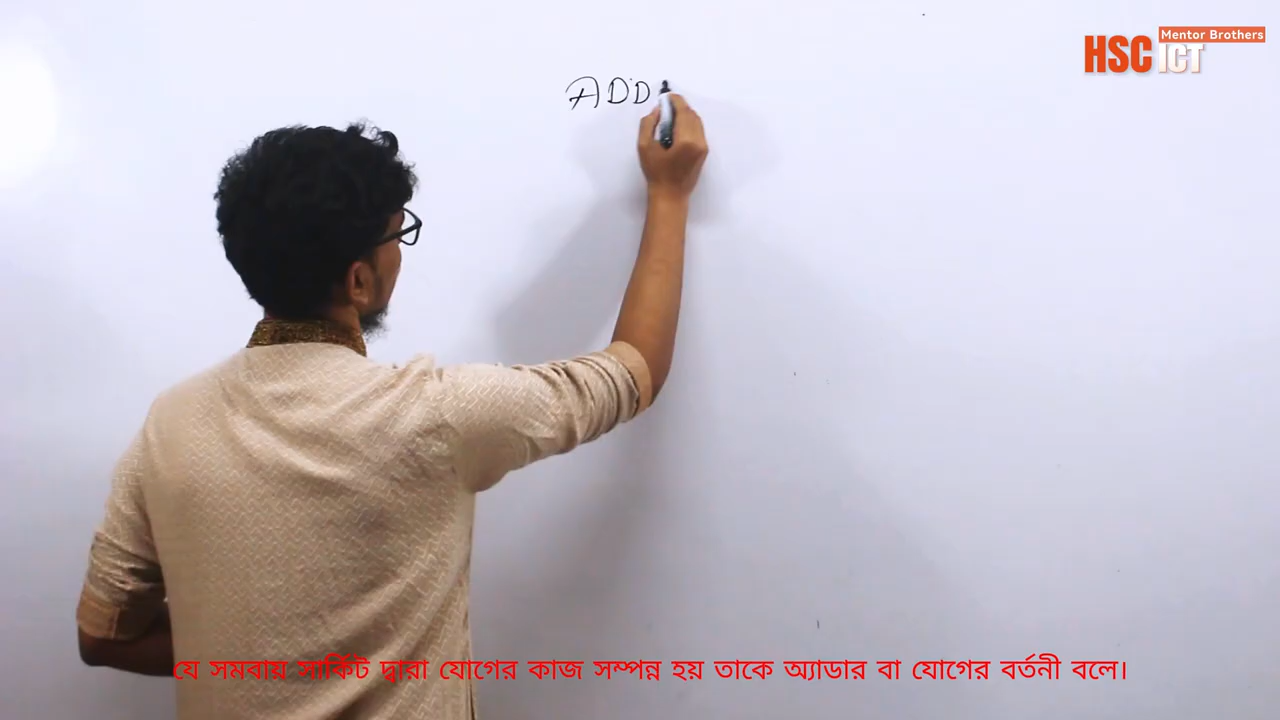 Mentor Brothers
HSC ICT
ADD
যে সমবায় সার্কিট দ্বারা যোগের কাজ সম্পন্ন হয় তাকে অ্যাডার বা যোগের বর্তনী বলে।